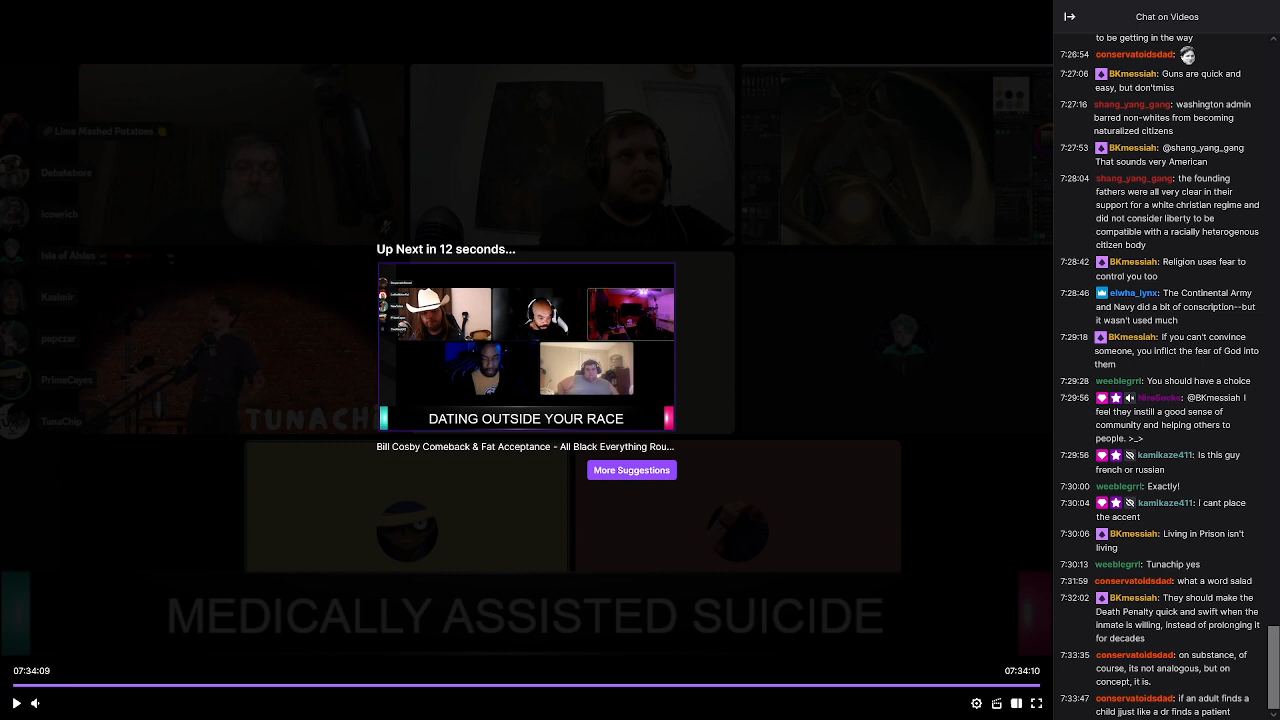 Lime Mashed Potatoes
Debatebore
icowrich
Isla of Alsias
Kashmir
papczar
PrimeCayes
TunaChip
TUNACHI
Up Next in 12 seconds...
DATING OUTSIDE YOUR RACE
Bill Cosby Comeback & Fat Acceptance - All Black Everything Rou...
More Suggestions
MEDICALLY ASSISTED SUICIDE
07:34:09
07:34:10
Chat on Videos
to be getting in the way
7:26:54 conservatoidsdad:
7:27:06 BKmessiah: Guns are quick and
easy, but don'tmiss
7:27:16 shang_yang_gang: washington admin
barred non-whites from becoming
naturalized citizens
7:27:53 BKmessiah: @shang_yang_gang
That sounds very American
7:28:04 shang_yang_gang: the founding
fathers were all very clear in their
support for a white christian regime and
did not consider liberty to be
compatible with a racially heterogenous
citizen body
7:28:42 BKmessiah: Religion uses fear to
control you too
7:28:46 elwha_lynx: The Continental Army
and Navy did a bit of conscription--but
it wasn't used much
7:29:18 BKmessiah: If you can't convince
someone, you inflict the fear of God into
them
7:29:28 weeblegrrl: You should have a choice
7:29:56 NiroSucks: @BKmessiah I
feel they instill a good sense of
community and helping others to
people. >_>
7:29:56 kamikaze411: Is this guy
french or russian
7:30:00 weeblegrrl: Exactly!
7:30:04 kamikaze411: I cant place
the accent
7:30:06 BKmessiah: Living in Prison isn't
living
7:30:13 weeblegrrl: Tunachip yes
7:31:59 conservatoidsdad: what a word salad
7:32:02 BKmessiah: They should make the
Death Penalty quick and swift when the
inmate is willing, instead of prolonging it
for decades
7:33:35 conservatoidsdad: on substance, of
course, its not analogous, but on
concept, it is.
7:33:47 conservatoidsdad: if an adult finds a
child jjust like a dr finds a patient